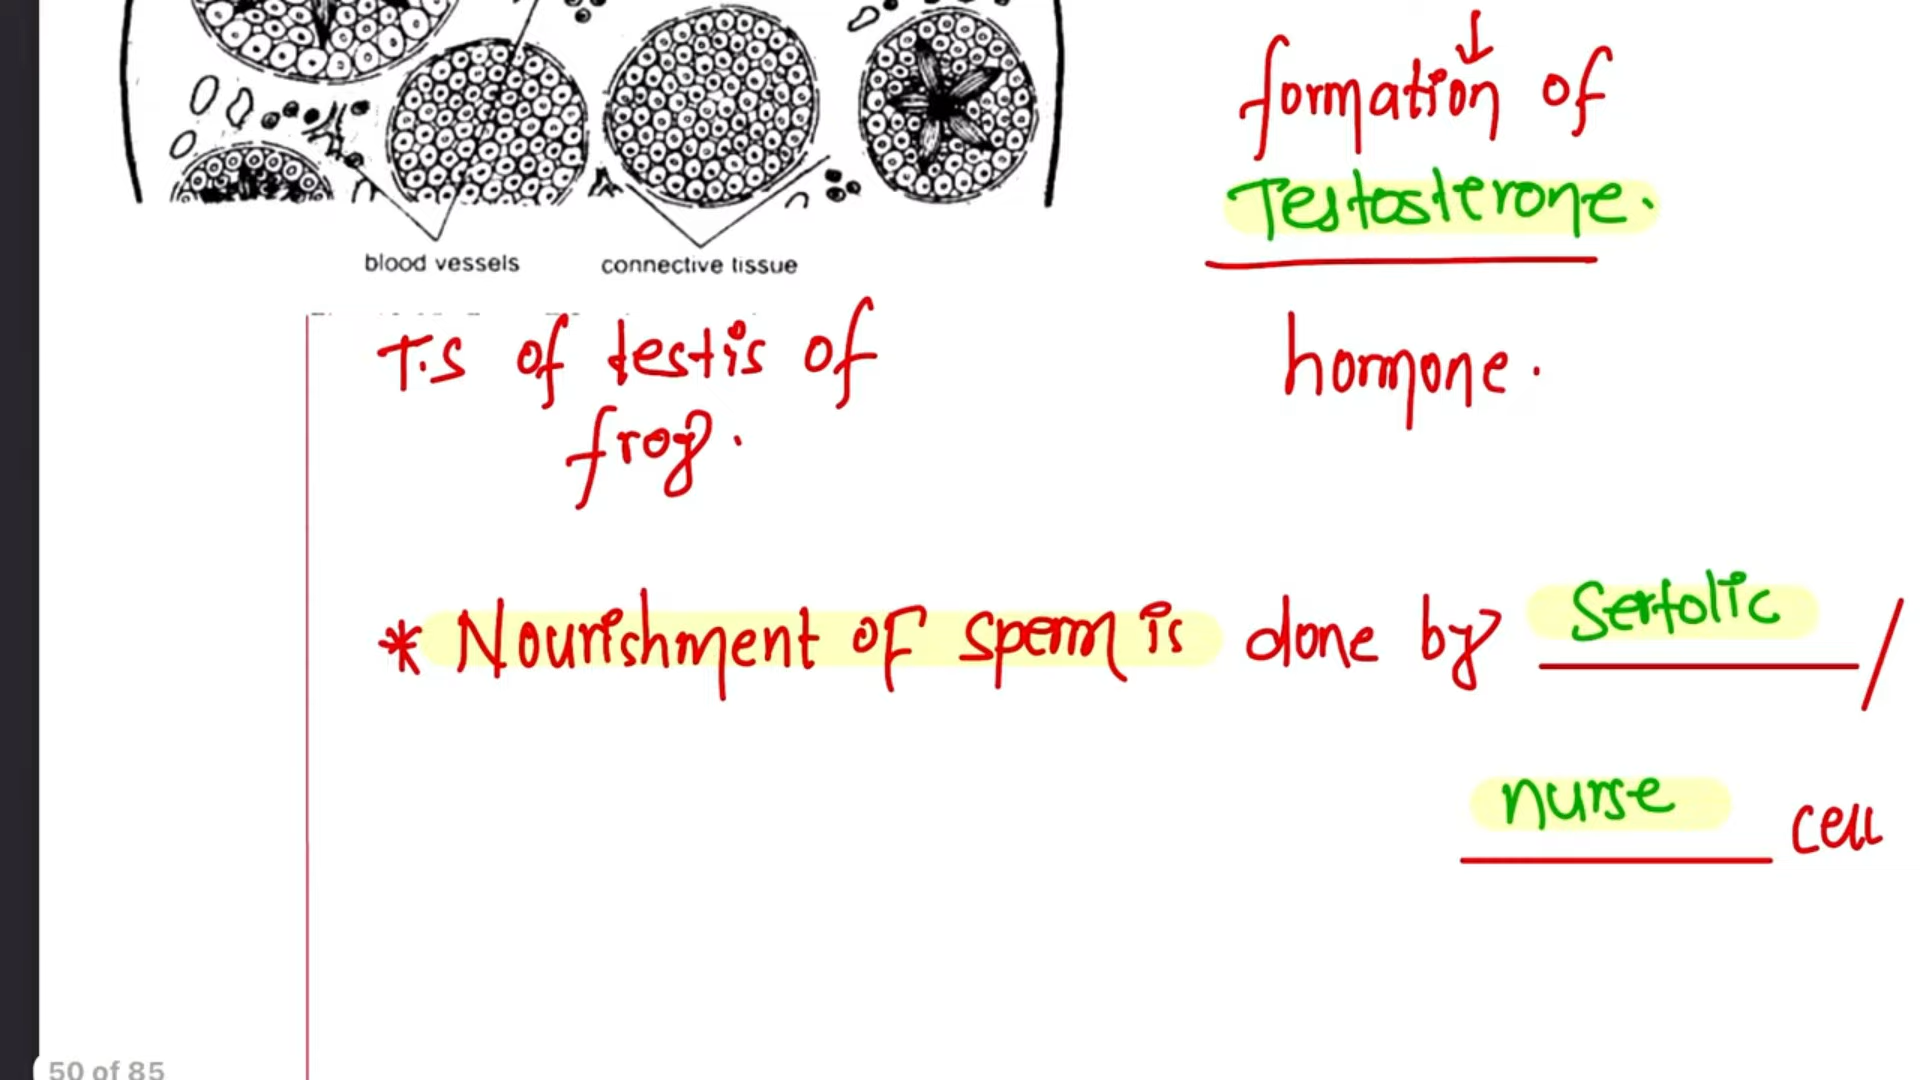 formation of
Testosterone.
hormone.
blood vessels
connective tissue
T.S of testis of
frog.
* Nourishment of sperm is done by Sertolic /
nurse cell
50 of 85